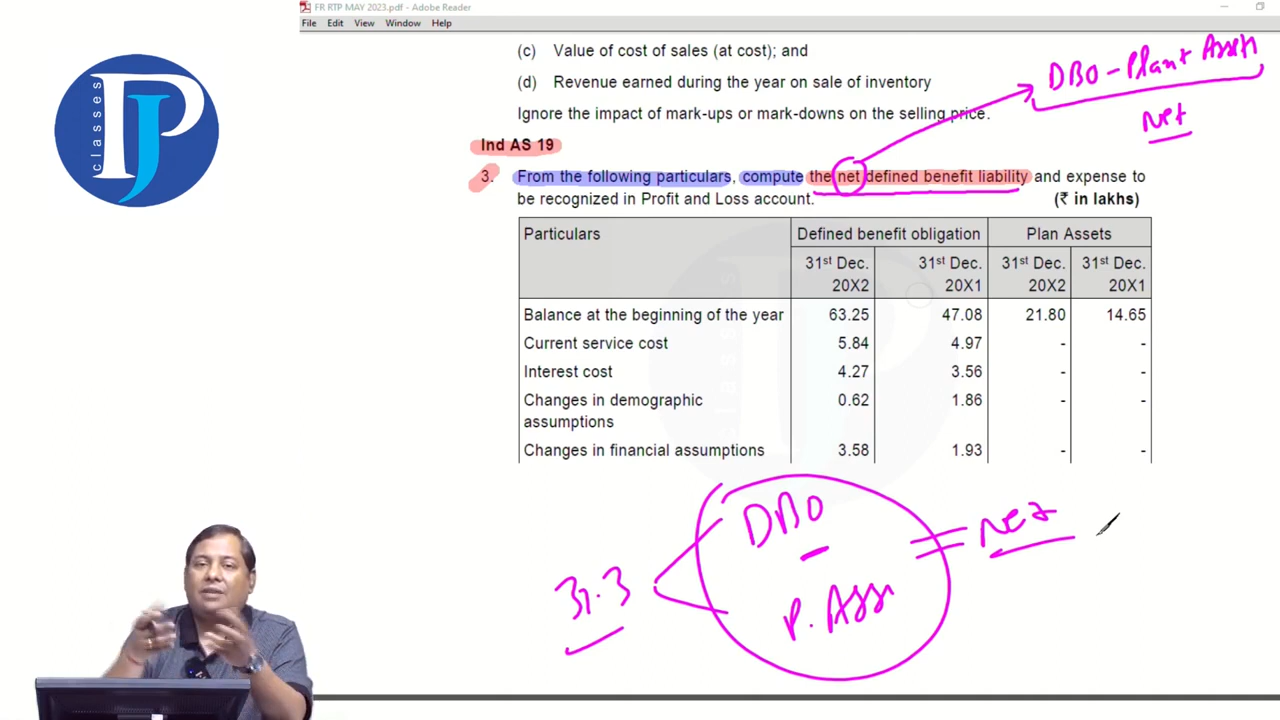 FR RTP MAY 2023.pdf - Adobe Reader
File Edit View Window Help
classes
PJ
(c) Value of cost of sales (at cost); and
(d) Revenue earned during the year on sale of inventory
Ignore the impact of mark-ups or mark-downs on the selling price.
DBO - Plant Assets
Net
Ind AS 19
3. From the following particulars, compute the net defined benefit liability and expense to
be recognized in Profit and Loss account. (₹ in lakhs)
Particulars Defined benefit obligation Plan Assets
31st Dec. 20X2 31st Dec. 20X1 31st Dec. 20X2 31st Dec. 20X1
Balance at the beginning of the year 63.25 47.08 21.80 14.65
Current service cost 5.84 4.97 - -
Interest cost 4.27 3.56 - -
Changes in demographic
assumptions 0.62 1.86 - -
Changes in financial assumptions 3.58 1.93 - -
DBO
= NET
31.3
P. Ass